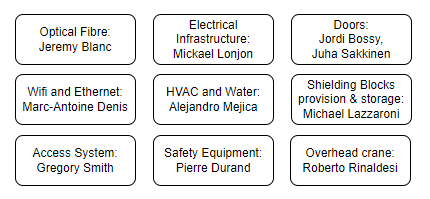 Optical Fibre:
Jeremy Blanc
Electrical
Infrastructure:
Mickael Lonjon
Doors:
Jordi Bossy,
Juha Sakkinen
Wifi and Ethernet:
Marc-Antoine Denis
HVAC and Water:
Alejandro Mejica
Shielding Blocks
provision & storage:
Michael Lazzaroni
Access System:
Gregory Smith
Safety Equipment:
Pierre Durand
Overhead crane:
Roberto Rinaldesi